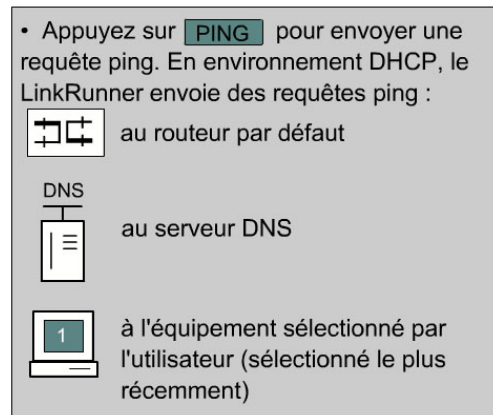 • Appuyez sur PING pour envoyer une
requête ping. En environnement DHCP, le
LinkRunner envoie des requêtes ping :
au routeur par défaut
DNS
au serveur DNS
1
à l'équipement sélectionné par
l'utilisateur (sélectionné le plus
récemment)